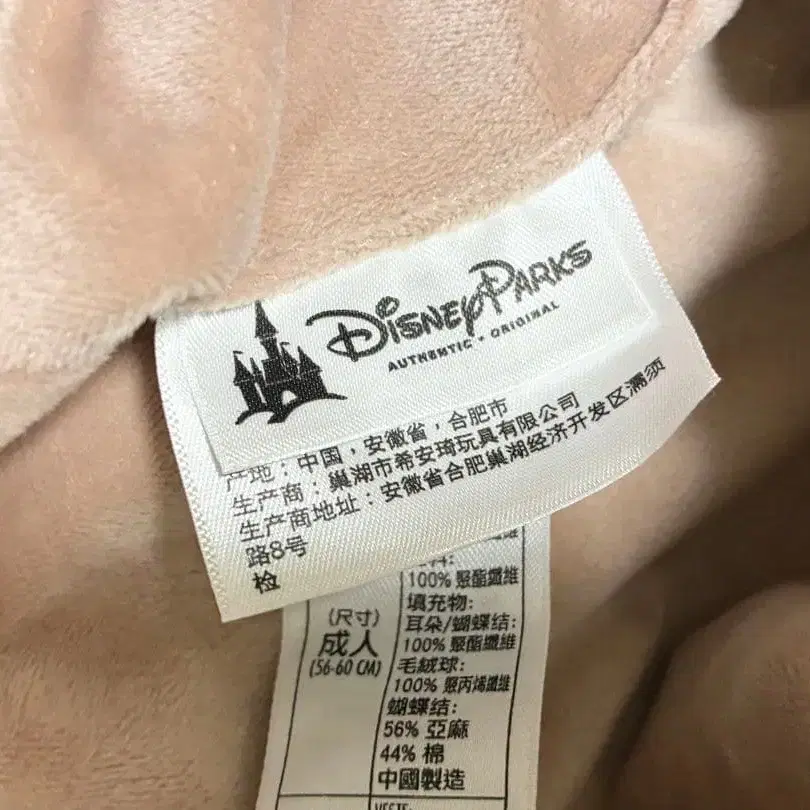 DISNEY PARKS
AUTHENTIC • ORIGINAL
产地：中国，安徽省，合肥市
生产商：巢湖市希安琦玩具有限公司
生产商地址：安徽省合肥巢湖经济开发区濡须
路8号
检
(尺寸)
成人
(56-60 CM)
100% 聚酯纖維
填充物:
耳朵/蝴蝶结:
100% 聚酯纖維
毛絨球:
100% 聚丙烯纖維
蝴蝶结:
56% 亞麻
44% 棉
中國製造